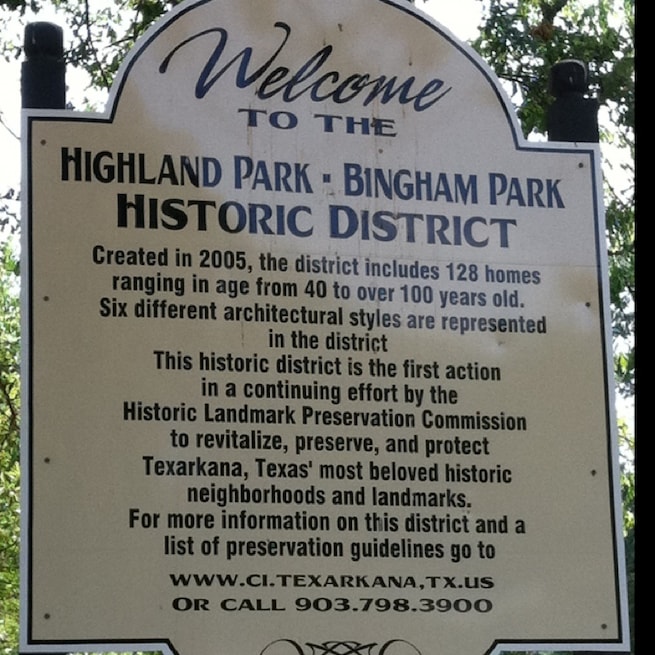 Welcome
TO THE
HIGHLAND PARK · BINGHAM PARK
HISTORIC DISTRICT
Created in 2005, the district includes 128 homes
ranging in age from 40 to over 100 years old.
Six different architectural styles are represented
in the district
This historic district is the first action
in a continuing effort by the
Historic Landmark Preservation Commission
to revitalize, preserve, and protect
Texarkana, Texas' most beloved historic
neighborhoods and landmarks.
For more information on this district and a
list of preservation guidelines go to
WWW.CI.TEXARKANA,TX.US
OR CALL 903.798.3900